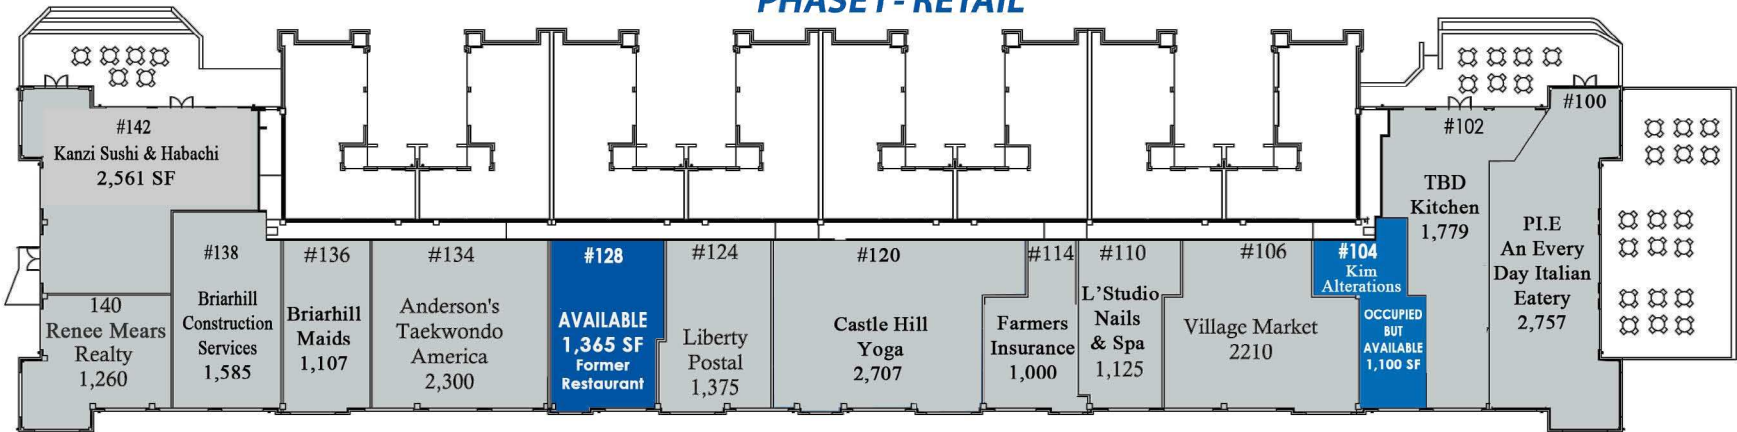 PHASE I - RETAIL
#142
Kanzi Sushi & Habachi
2,561 SF
140
Renee Mears
Realty
1,260
#138
Briarhill
Construction
Services
1,585
#136
Briarhill
Maids
1,107
#134
Anderson's
Taekwondo
America
2,300
#128
AVAILABLE
1,365 SF
Former
Restaurant
#124
Liberty
Postal
1,375
#120
Castle Hill
Yoga
2,707
#114
Farmers
Insurance
1,000
#110
L'Studio
Nails
& Spa
1,125
#106
Village Market
2210
#104
Kim
Alterations
OCCUPIED
BUT
AVAILABLE
1,100 SF
#102
TBD
Kitchen
1,779
#100
PI.E
An Every
Day Italian
Eatery
2,757